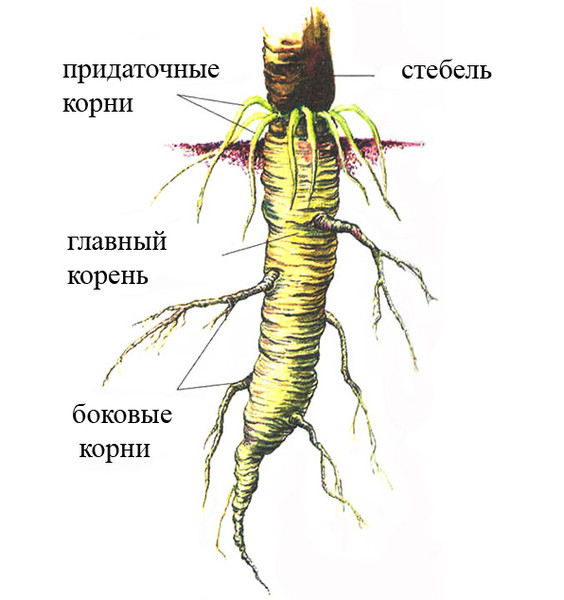 придаточные
корни
стебель
главный
корень
боковые
корни